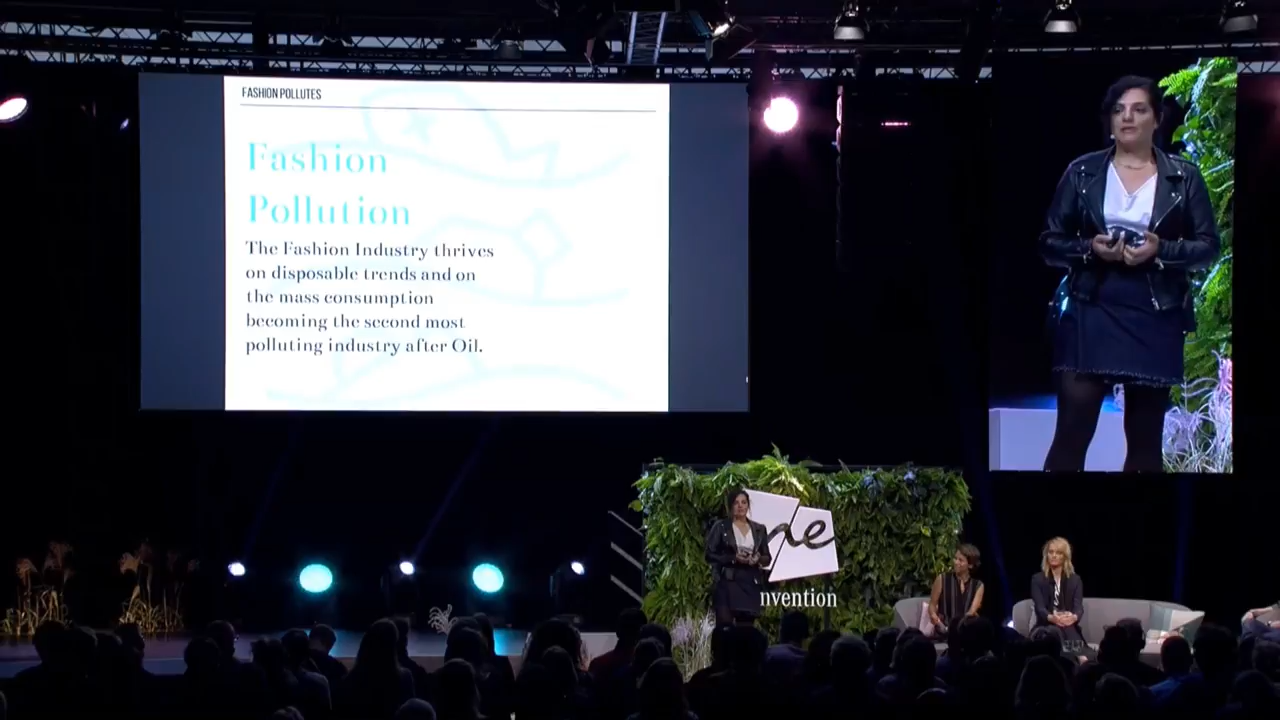 FASHION POLLUTES
Fashion
Pollution
The Fashion Industry thrives
on disposable trends and on
the mass consumption
becoming the second most
polluting industry after Oil.
me
nvention